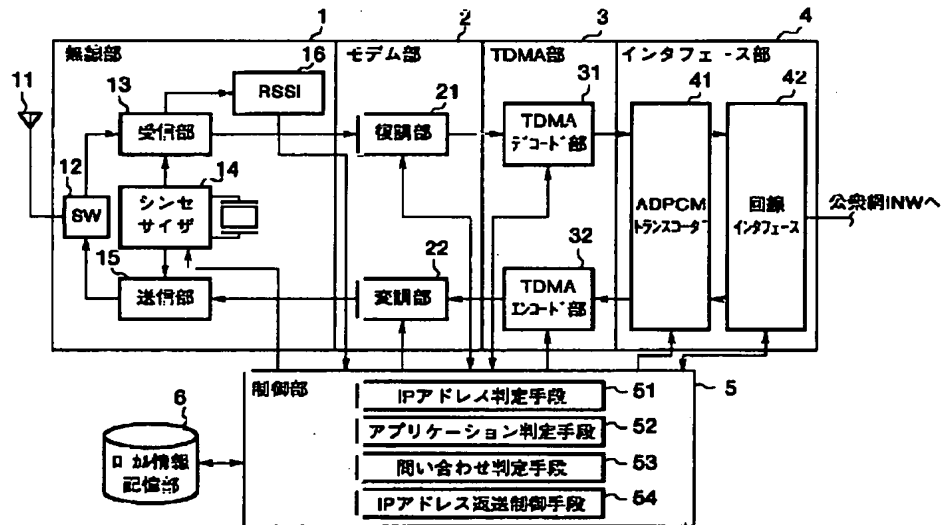 1
2
3
4
無線部
モデム部
TDMA部
インタフェース部
11
16
RSSI
13
受信部
21
復調部
31
TDMA
デコード部
41
42
12
SW
14
シンセ
サイザ
ADPCM
トランスコーダ
回線
インタフェース
公衆網INWへ
15
送信部
22
変調部
32
TDMA
エンコード部
制御部
5
6
ローカル情報
記憶部
IPアドレス判定手段
51
アプリケーション判定手段
52
問い合わせ判定手段
53
IPアドレス返送制御手段
54